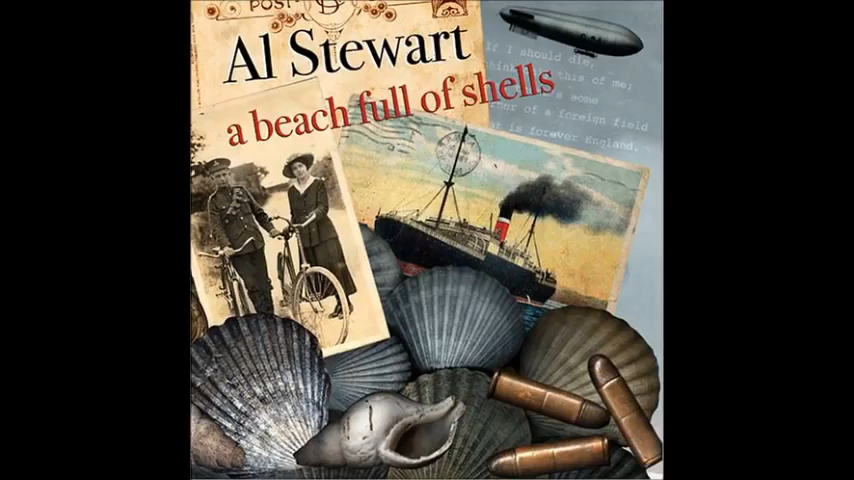 POST
Al Stewart
a beach full of shells
If I should die,
this of me;
some
of a foreign field
is forever England.